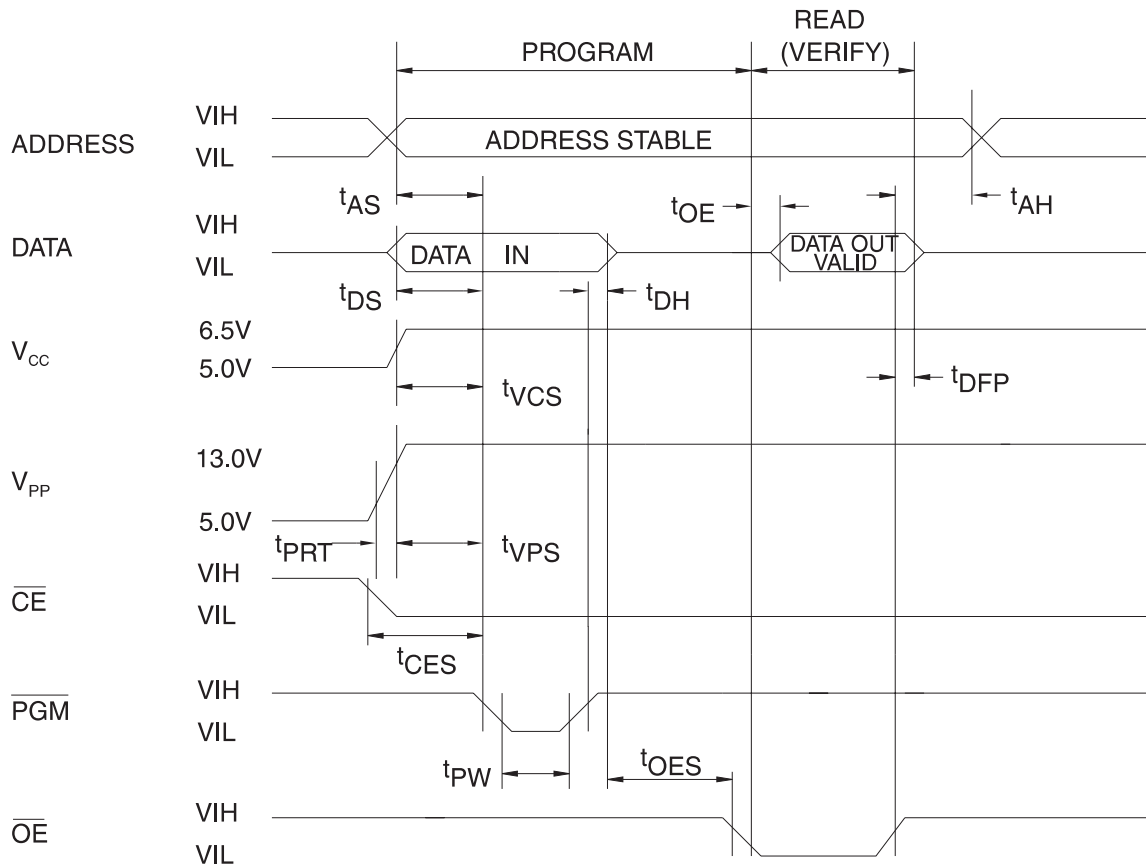 READ
PROGRAM (VERIFY)
VIH
ADDRESS ADDRESS STABLE
VIL
tAS tOE tAH
VIH
DATA DATA IN DATA OUT
VIL VALID
tDS tDH
6.5V
VCC
5.0V
tVCS tDFP
13.0V
VPP
5.0V
tPRT tVPS
VIH
CE
VIL
tCES
VIH
PGM
VIL
tPW tOES
VIH
OE
VIL